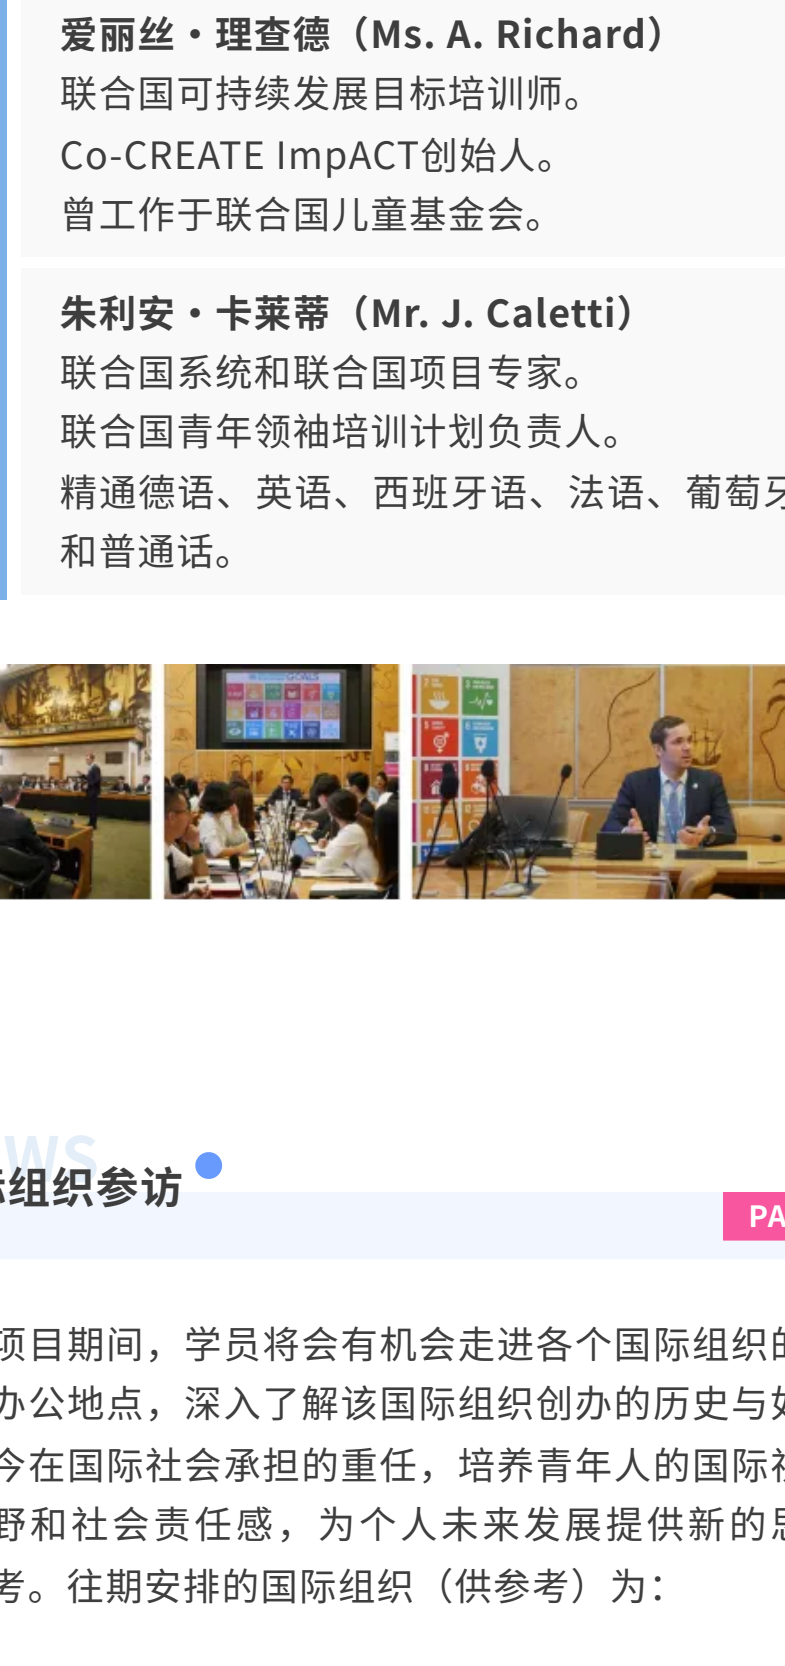 爱丽丝·理查德（Ms. A. Richard）
联合国可持续发展目标培训师。
Co-CREATE ImpACT创始人。
曾工作于联合国儿童基金会。
朱利安·卡莱蒂（Mr. J. Caletti）
联合国系统和联合国项目专家。
联合国青年领袖培训计划负责人。
精通德语、英语、西班牙语、法语、葡萄牙
和普通话。
GOALS
WS
组织参访
PA
项目期间，学员将会有机会走进各个国际组织的
办公地点，深入了解该国际组织创办的历史与如
今在国际社会承担的重任，培养青年人的国际视
野和社会责任感，为个人未来发展提供新的思
考。往期安排的国际组织（供参考）为：